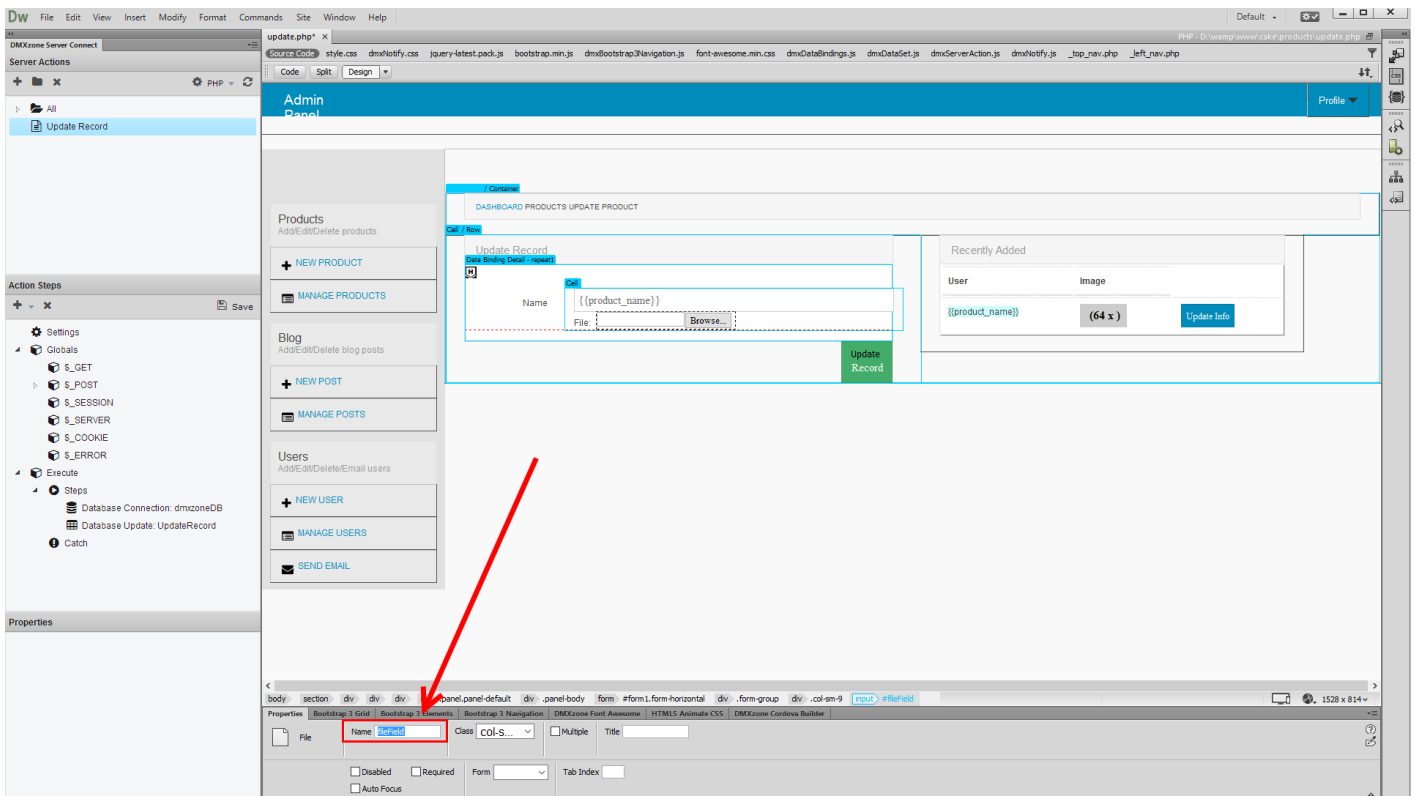 DW File Edit View Insert Modify Format Commands Site Window Help Default
DMXzone Server Connect
Server Actions
PHP
All
Update Record
Action Steps
Save
Settings
Globals
$_GET
$_POST
$_SESSION
$_SERVER
$_COOKIE
$_ERROR
Execute
Steps
Database Connection: dmxzoneDB
Database Update: UpdateRecord
Catch
Properties
update.php* x
PHP - D:\wamp\www\cake\products\update.php
Source Code style.css dmxNotify.css jquery-latest.pack.js bootstrap.min.js dmxBootstrap3Navigation.js font-awesome.min.css dmxDataBindings.js dmxDataSet.js dmxServerAction.js dmxNotify.js _top_nav.php _left_nav.php
Code Split Design
Admin
Panel
Profile
Products
Add/Edit/Delete products
NEW PRODUCT
MANAGE PRODUCTS
Blog
Add/Edit/Delete blog posts
NEW POST
MANAGE POSTS
Users
Add/Edit/Delete/Email users
NEW USER
MANAGE USERS
SEND EMAIL
/ Container
DASHBOARD PRODUCTS UPDATE PRODUCT
Cell / Row
Update Record
Data Binding Detail - repeat1
Cell
Name {{product_name}}
File: Browse...
Update
Record
Recently Added
User Image
{{product_name}} (64 x ) Update Info
body section div div div .panel.panel-default div .panel-body form #form1.form-horizontal div .form-group div .col-sm-9 input #fileField 1528 x 814
Properties Bootstrap 3 Grid Bootstrap 3 Elements Bootstrap 3 Navigation DMXzone Font Awesome HTML5 Animate CSS DMXzone Cordova Builder
File Name fileField Class col-s... Multiple Title
Disabled Required Form Tab Index
Auto Focus